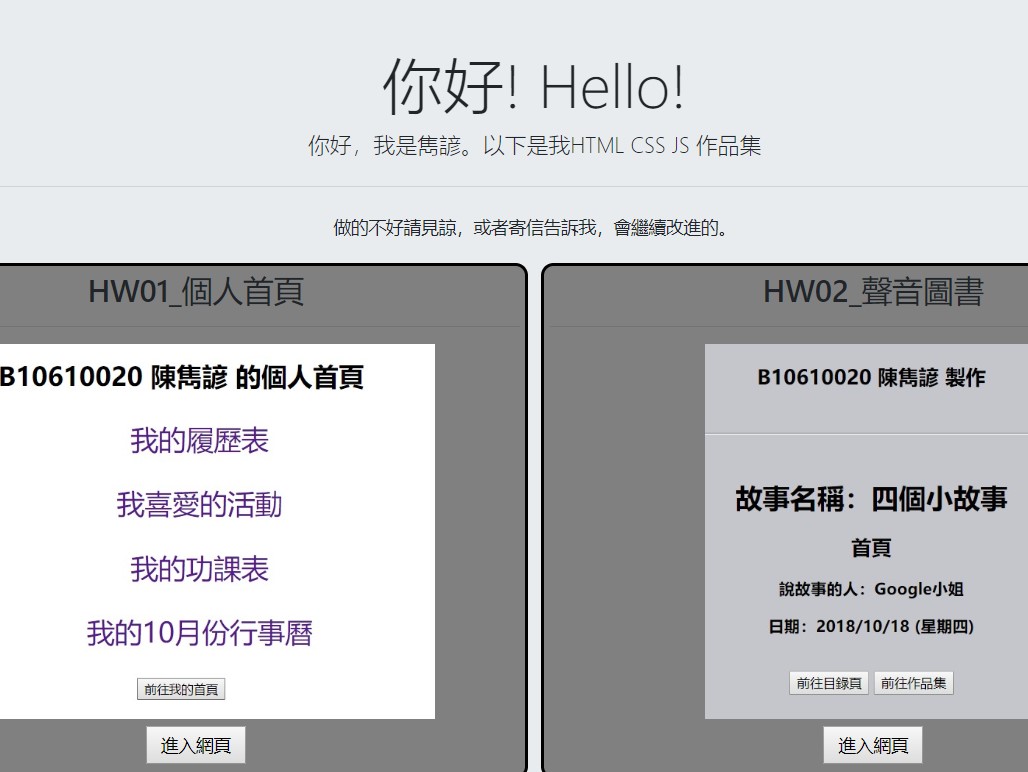 你好! Hello!
你好，我是雋諺。以下是我HTML CSS JS 作品集
做的不好請見諒，或者寄信告訴我，會繼續改進的。
HW01_個人首頁
B10610020 陳雋諺 的個人首頁
我的履歷表
我喜愛的活動
我的功課表
我的10月份行事曆
前往我的首頁
進入網頁
HW02_聲音圖書
B10610020 陳雋諺 製作
故事名稱：四個小故事
首頁
說故事的人：Google小姐
日期：2018/10/18 (星期四)
前往目錄頁 前往作品集
進入網頁